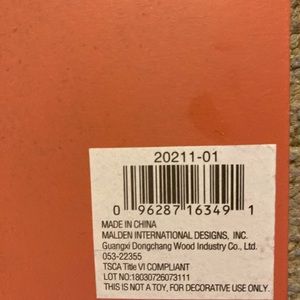 20211-01
0 96287 16349 1
MADE IN CHINA
MALDEN INTERNATIONAL DESIGNS, INC.
Guangxi Dongchang Wood Industry Co., Ltd.
053-22355
TSCA Title VI COMPLIANT
LOT NO:18030726073111
THIS IS NOT A TOY, FOR DECORATIVE USE ONLY.